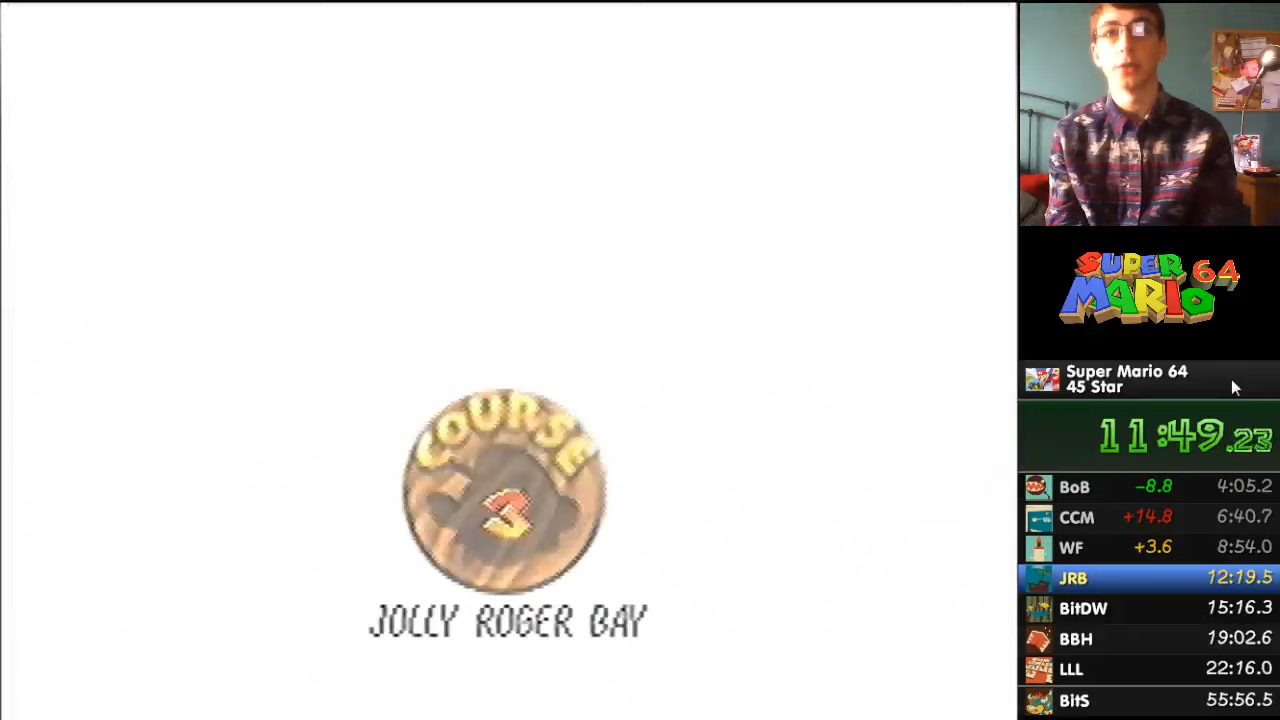 COURSE
3
JOLLY ROGER BAY
SUPER MARIO 64
Super Mario 64
45 Star
11:49.23
BoB -8.8 4:05.2
CCM +14.8 6:40.7
WF +3.6 8:54.0
JRB 12:19.5
BitDW 15:16.3
BBH 19:02.6
LLL 22:16.0
BitS 55:56.5